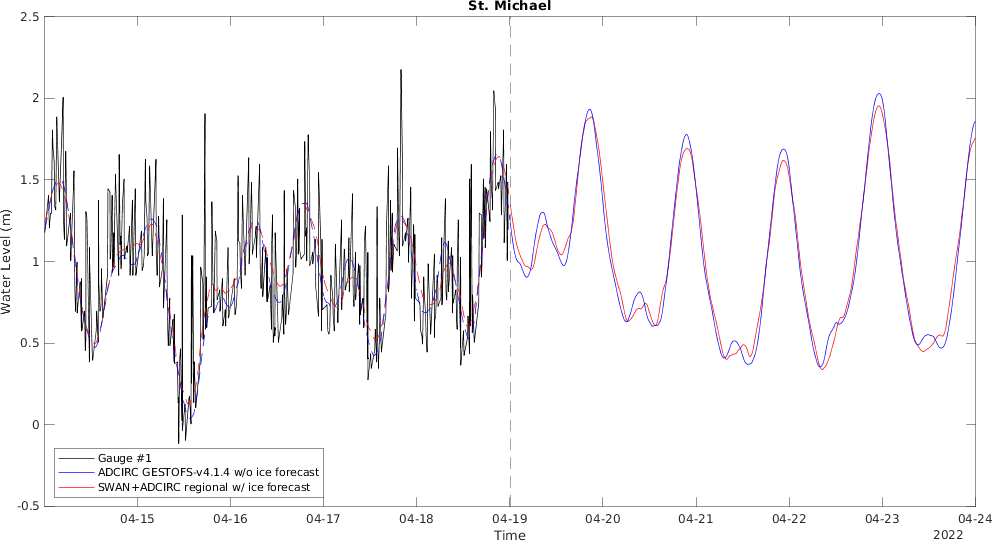 St. Michael
2.5
2
1.5
1
0.5
0
-0.5
Water Level (m)
Gauge #1
ADCIRC GESTOFS-v4.1.4 w/o ice forecast
SWAN+ADCIRC regional w/ ice forecast
04-15 04-16 04-17 04-18 04-19 04-20 04-21 04-22 04-23 04-24
Time
2022